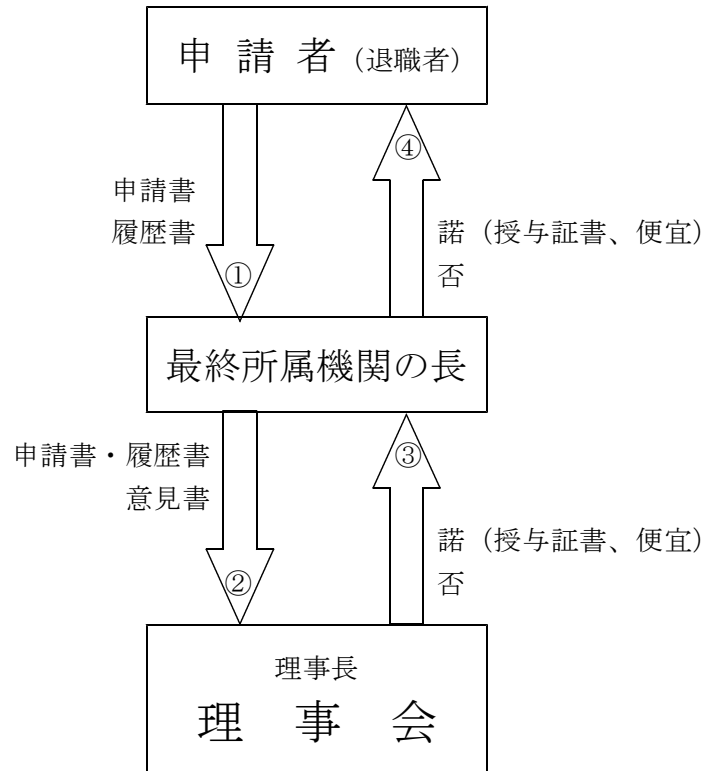 申 請 者 (退職者)
④
申請書
履歴書
諾 (授与証書、便宜)
否
①
最終所属機関の長
申請書・履歴書
意見書
③
諾 (授与証書、便宜)
否
②
理事長
理 事 会